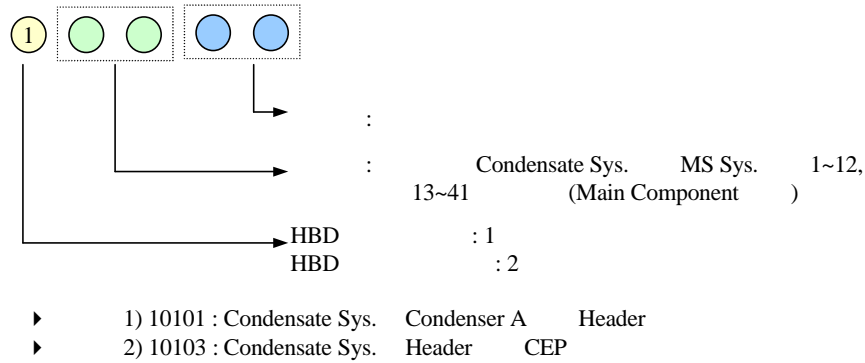 1
:
: Condensate Sys. MS Sys. 1~12,
13~41 (Main Component )
HBD : 1
HBD : 2
1) 10101 : Condensate Sys. Condenser A Header
2) 10103 : Condensate Sys. Header CEP